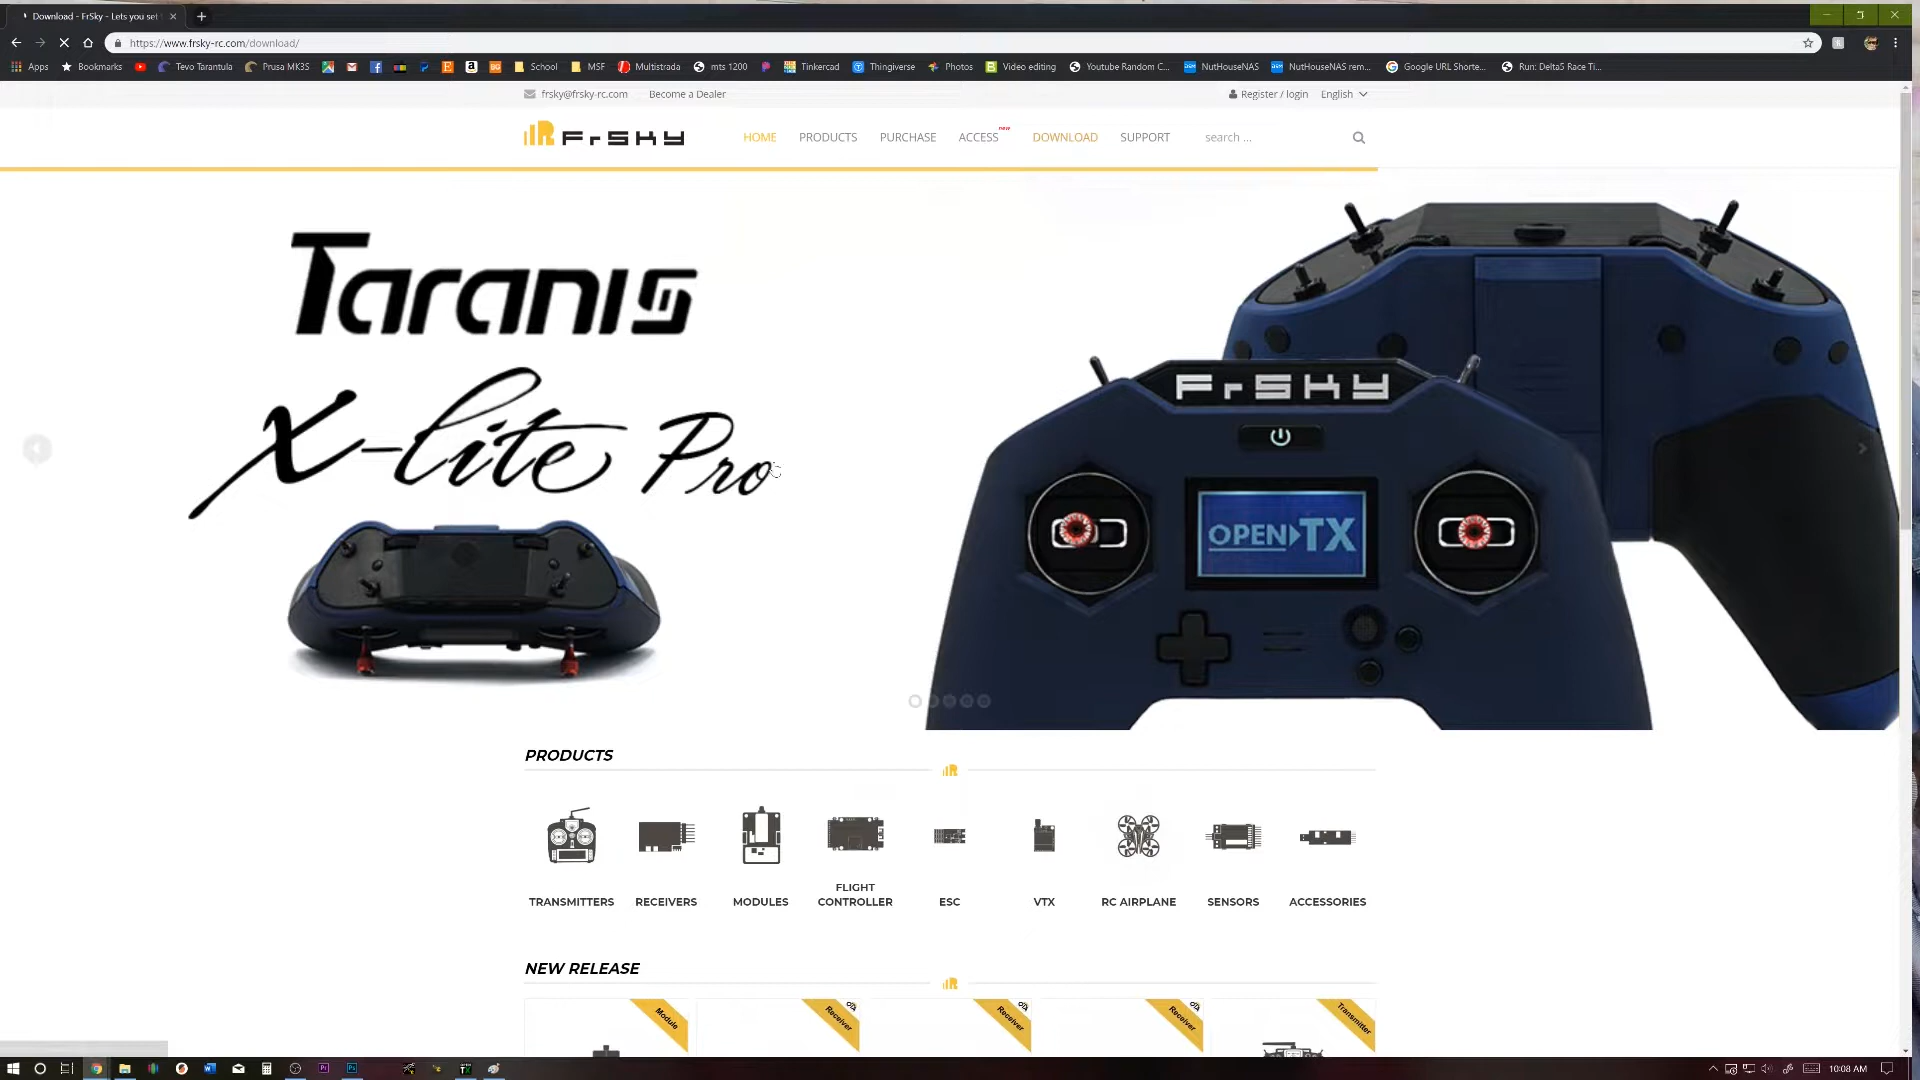 Download - FrSky - Lets you set
https://www.frsky-rc.com/download/
Apps Bookmarks Tevo Tarantula Prusa MK3S School MSF Multistrada mts 1200 Tinkercad Thingiverse Photos Video editing Youtube Random C... NutHouseNAS NutHouseNAS rem... Google URL Shorte... Run: Delta5 Race Ti...
frsky@frsky-rc.com Become a Dealer Register / login English
FrSky HOME PRODUCTS PURCHASE ACCESS new DOWNLOAD SUPPORT search ...
Taranis
X-lite Pro
FrSky
OPEN TX
PRODUCTS
TRANSMITTERS RECEIVERS MODULES FLIGHT CONTROLLER ESC VTX RC AIRPLANE SENSORS ACCESSORIES
NEW RELEASE
Module Receiver Receiver Receiver Transmitter
10:08 AM